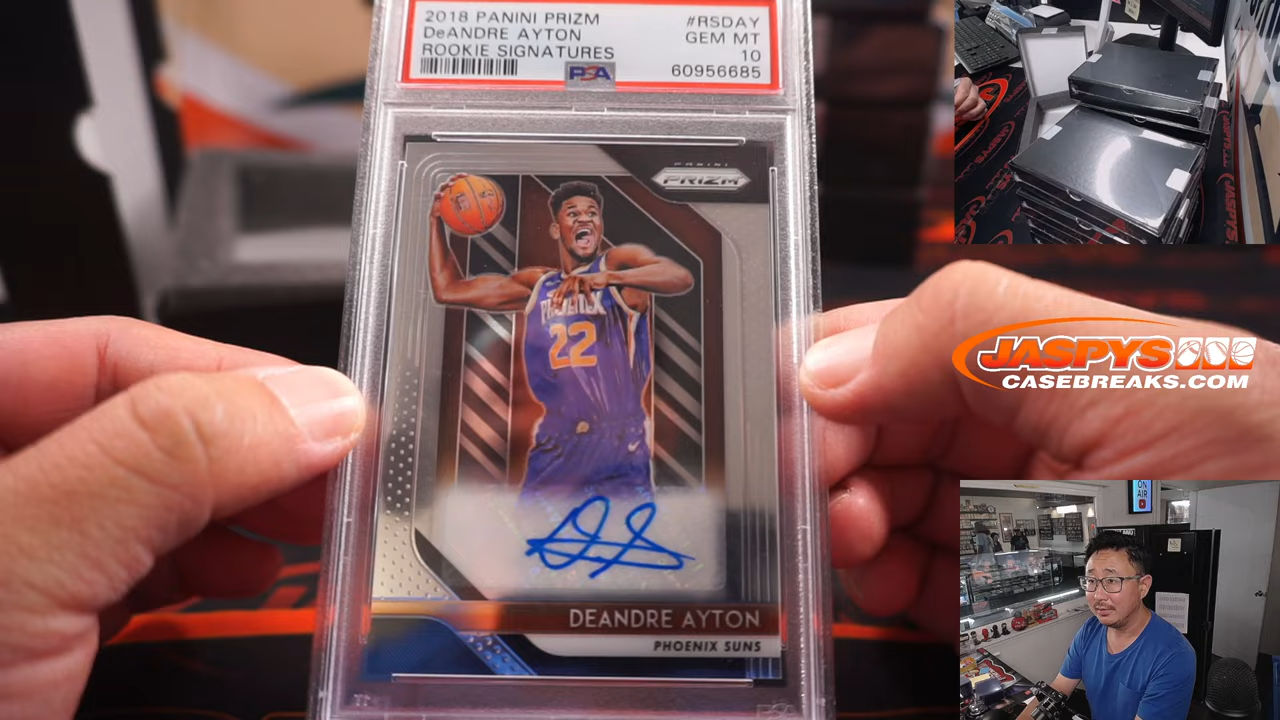 2018 PANINI PRIZM #RSDAY
DeANDRE AYTON GEM MT
ROOKIE SIGNATURES 10
PSA 60956685
PANINI
PRIZM
PHOENIX
22
DEANDRE AYTON
PHOENIX SUNS
JASPYS
CASEBREAKS.COM
ON
AIR